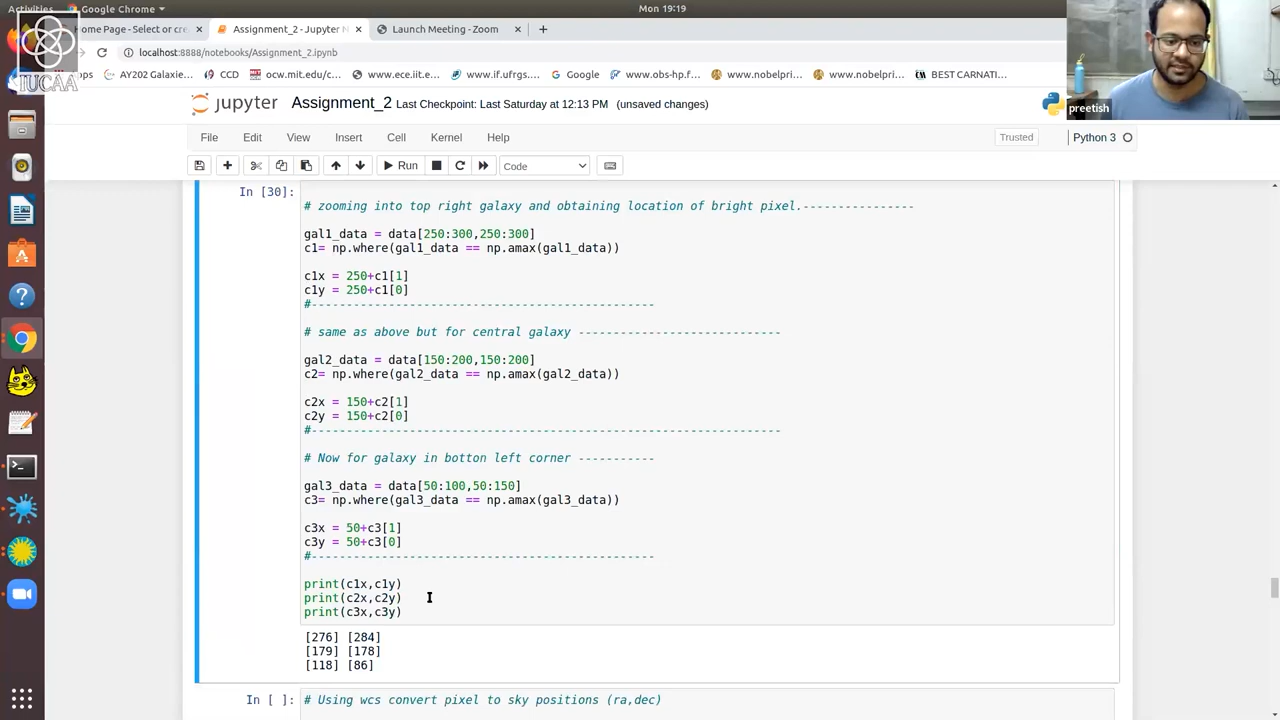 Activities
Google Chrome
Mon 19:19
Home Page - Select or cre
Assignment_2 - Jupyter N
Launch Meeting - Zoom
localhost:8888/notebooks/Assignment_2.ipynb
AY202 Galaxie...
CCD
ocw.mit.edu/c...
www.ece.iit.e...
www.if.ufrgs....
Google
www.obs-hp.f...
www.nobelpri...
www.nobelpri...
BEST CARNATI...
IUCAA
preetish
jupyter Assignment_2 Last Checkpoint: Last Saturday at 12:13 PM (unsaved changes)
File Edit View Insert Cell Kernel Help
Trusted
Python 3
Run
Code
In [30]:
# zooming into top right galaxy and obtaining location of bright pixel.---------------
gal1_data = data[250:300,250:300]
c1= np.where(gal1_data == np.amax(gal1_data))
c1x = 250+c1[1]
c1y = 250+c1[0]
#-------------------------------------------------
# same as above but for central galaxy -----------------------------
gal2_data = data[150:200,150:200]
c2= np.where(gal2_data == np.amax(gal2_data))
c2x = 150+c2[1]
c2y = 150+c2[0]
#-------------------------------------------------------------------
# Now for galaxy in botton left corner -----------
gal3_data = data[50:100,50:150]
c3= np.where(gal3_data == np.amax(gal3_data))
c3x = 50+c3[1]
c3y = 50+c3[0]
#-------------------------------------------------
print(c1x,c1y)
print(c2x,c2y)
print(c3x,c3y)
[276] [284]
[179] [178]
[118] [86]
In [ ]:
# Using wcs convert pixel to sky positions (ra,dec)